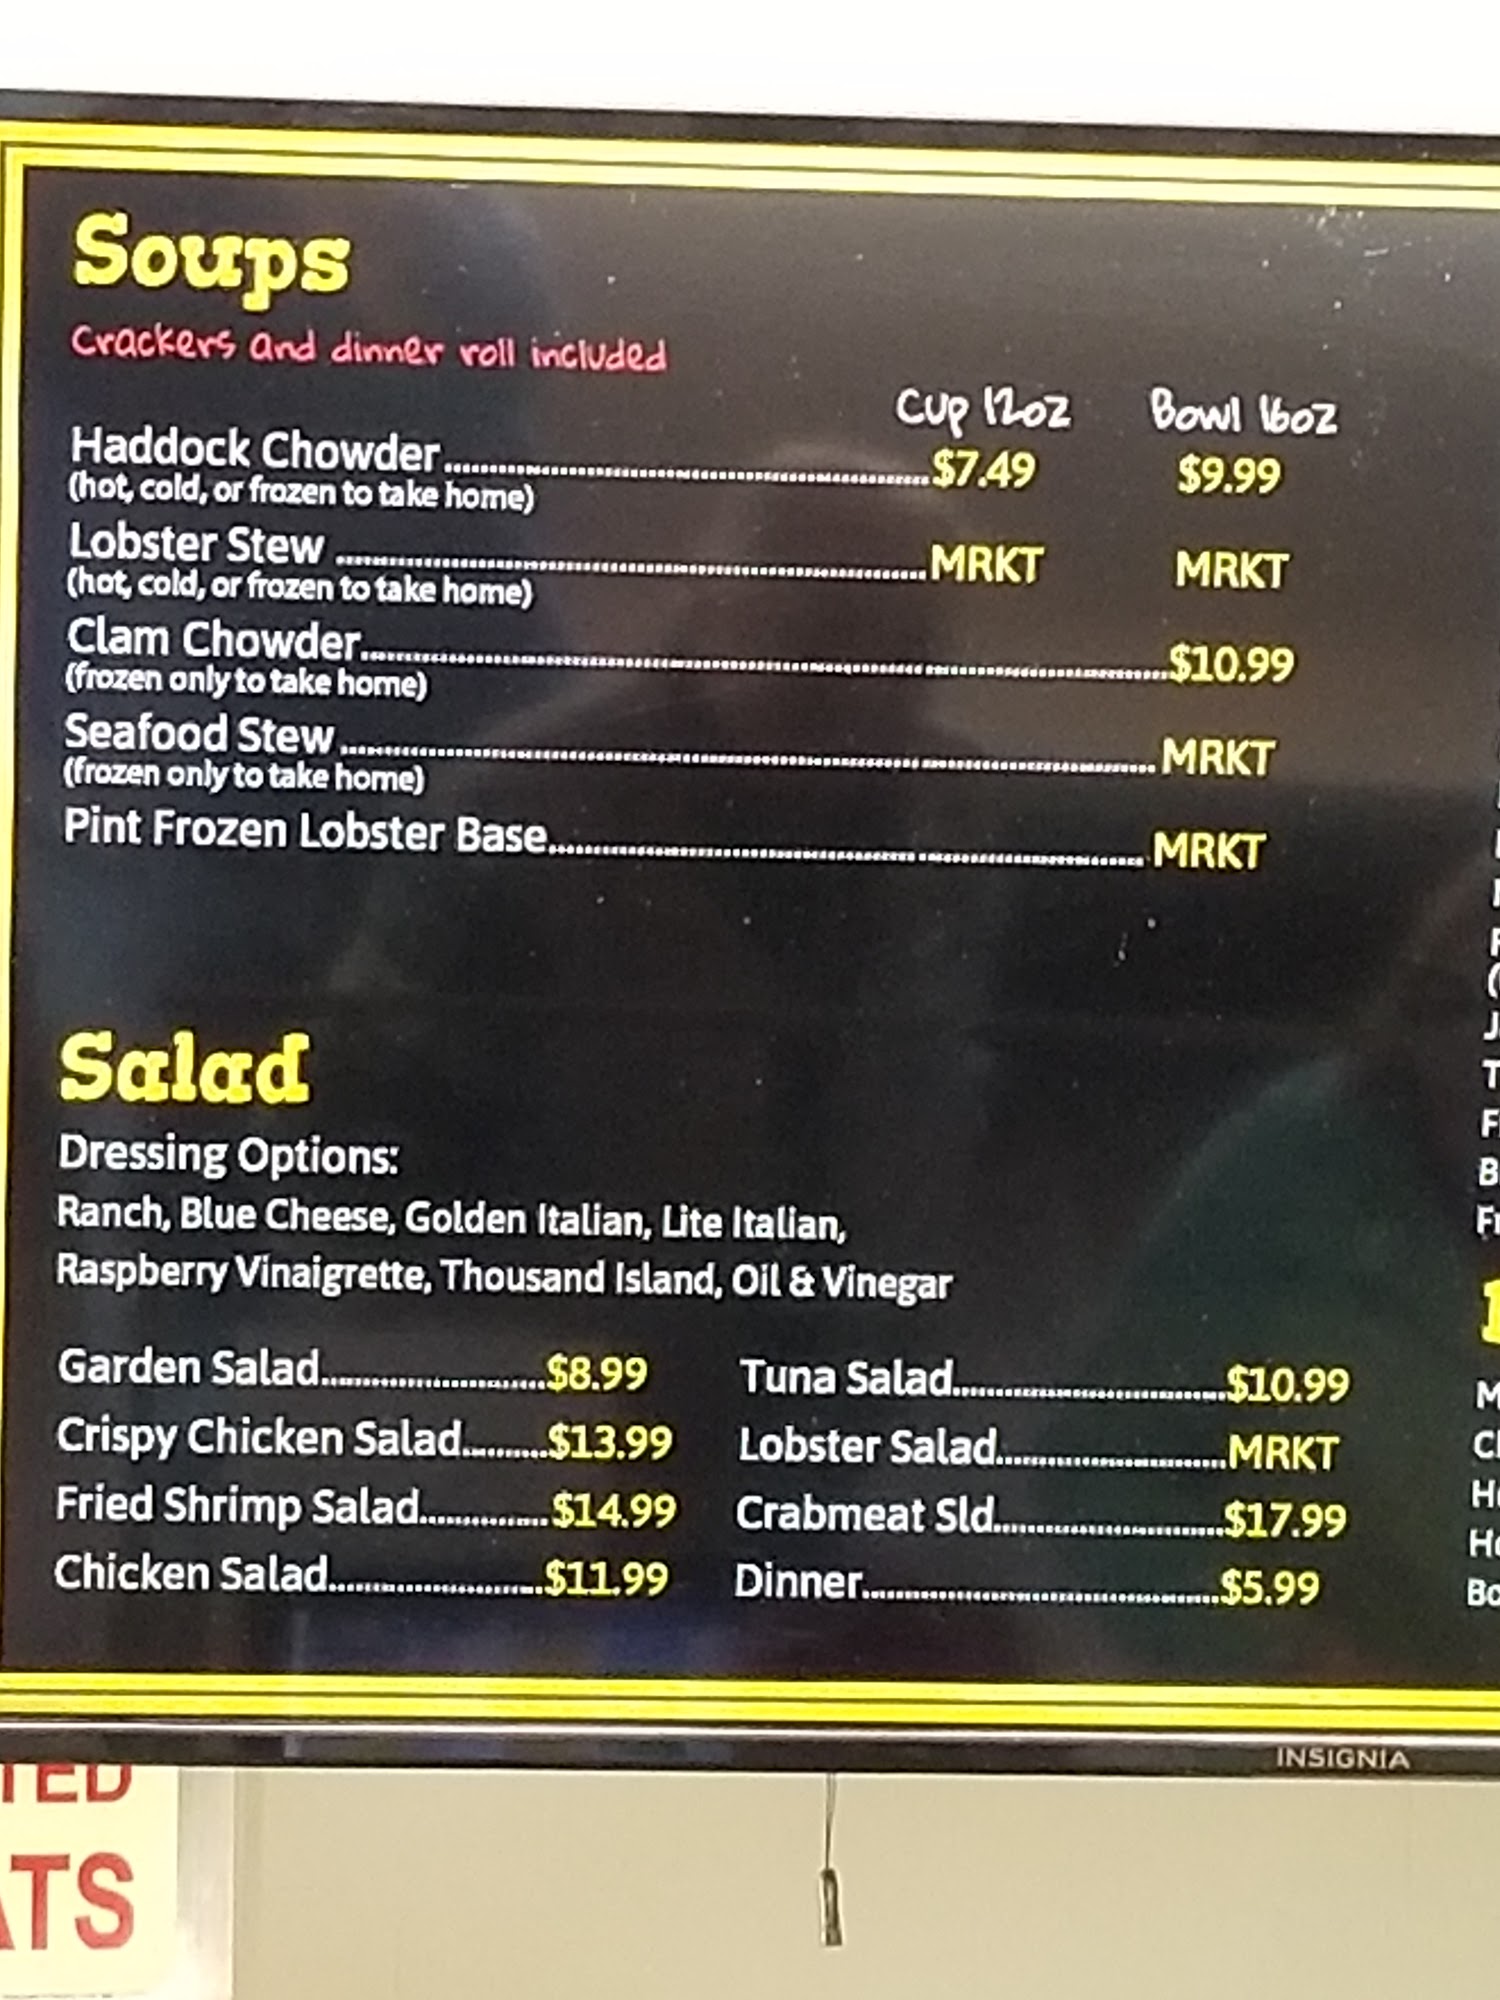 Soups
Crackers and dinner roll included
Cup 12oz Bowl 16oz
Haddock Chowder $7.49 $9.99
(hot, cold, or frozen to take home)
Lobster Stew MRKT MRKT
(hot, cold, or frozen to take home)
Clam Chowder $10.99
(frozen only to take home)
Seafood Stew MRKT
(frozen only to take home)
Pint Frozen Lobster Base MRKT
Salad
Dressing Options:
Ranch, Blue Cheese, Golden Italian, Lite Italian,
Raspberry Vinaigrette, Thousand Island, Oil & Vinegar
Garden Salad $8.99 Tuna Salad $10.99
Crispy Chicken Salad $13.99 Lobster Salad MRKT
Fried Shrimp Salad $14.99 Crabmeat Sld $17.99
Chicken Salad $11.99 Dinner $5.99
INSIGNIA